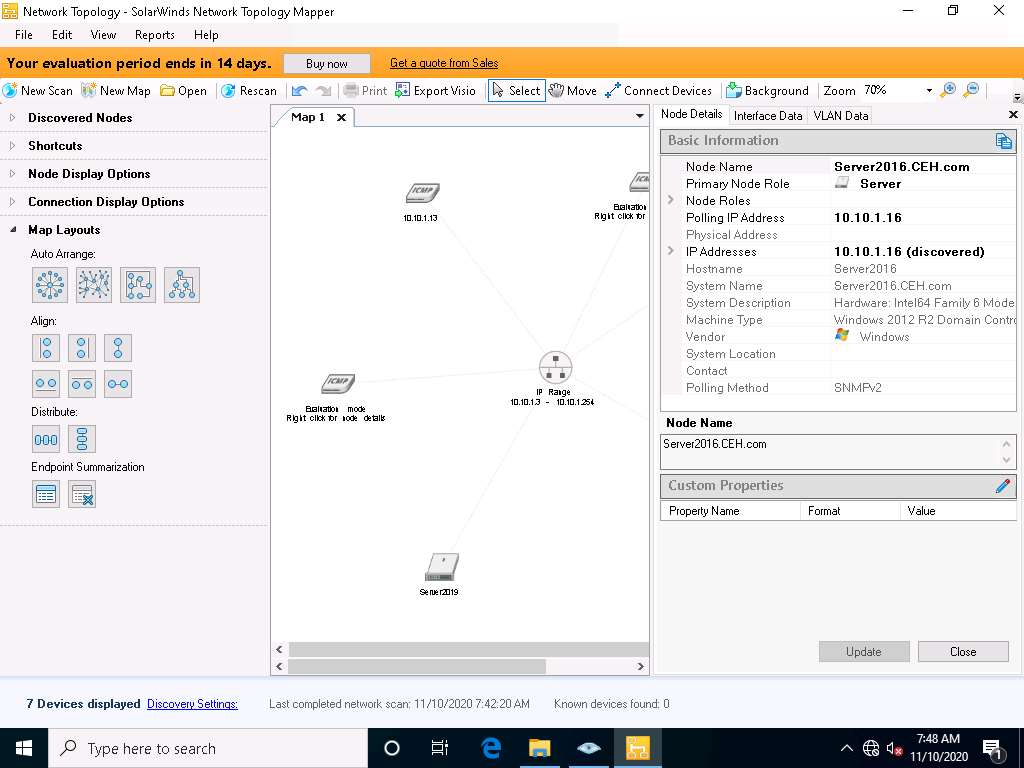 Network Topology - SolarWinds Network Topology Mapper
File Edit View Reports Help
Your evaluation period ends in 14 days. Buy now Get a quote from Sales
New Scan New Map Open Rescan Print Export Visio Select Move Connect Devices Background Zoom 70%
Discovered Nodes
Shortcuts
Node Display Options
Connection Display Options
Map Layouts
Auto Arrange:
Align:
Distribute:
Endpoint Summarization
Map 1
ICMP
10.10.1.13
Evaluation
Right click for
ICMP
Evaluation mode
Right click for node details
IP Range
10.10.1.3 - 10.10.1.254
Server2019
Node Details Interface Data VLAN Data
Basic Information
Node Name Server2016.CEH.com
Primary Node Role Server
Node Roles
Polling IP Address 10.10.1.16
Physical Address
IP Addresses 10.10.1.16 (discovered)
Hostname Server2016
System Name Server2016.CEH.com
System Description Hardware: Intel64 Family 6 Mode
Machine Type Windows 2012 R2 Domain Contr
Vendor Windows
System Location
Contact
Polling Method SNMPv2
Node Name
Server2016.CEH.com
Custom Properties
Property Name Format Value
Update Close
7 Devices displayed Discovery Settings: Last completed network scan: 11/10/2020 7:42:20 AM Known devices found: 0
Type here to search
7:48 AM
11/10/2020
1